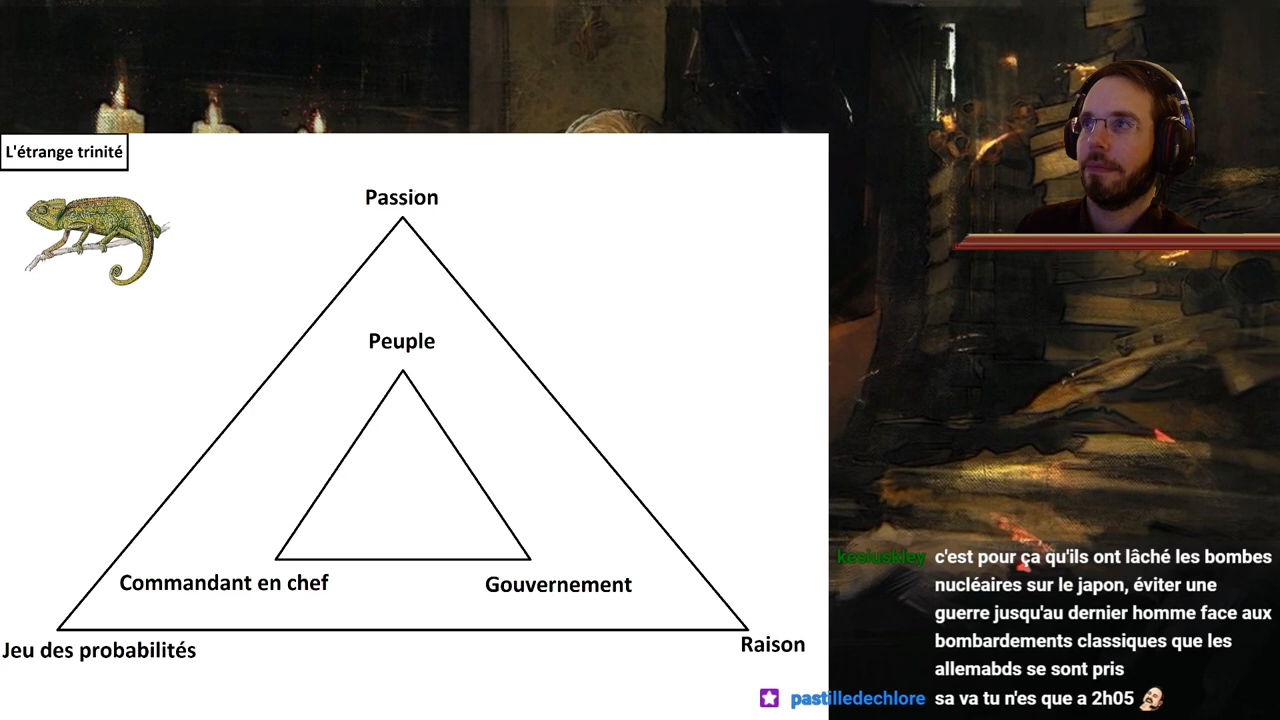 L'étrange trinité
Passion
Peuple
Commandant en chef
Gouvernement
Jeu des probabilités
Raison
kesiuskley c'est pour ça qu'ils ont lâché les bombes
nucléaires sur le japon, éviter une
guerre jusqu'au dernier homme face aux
bombardements classiques que les
allemabds se sont pris
pastilledechlore sa va tu n'es que a 2h05